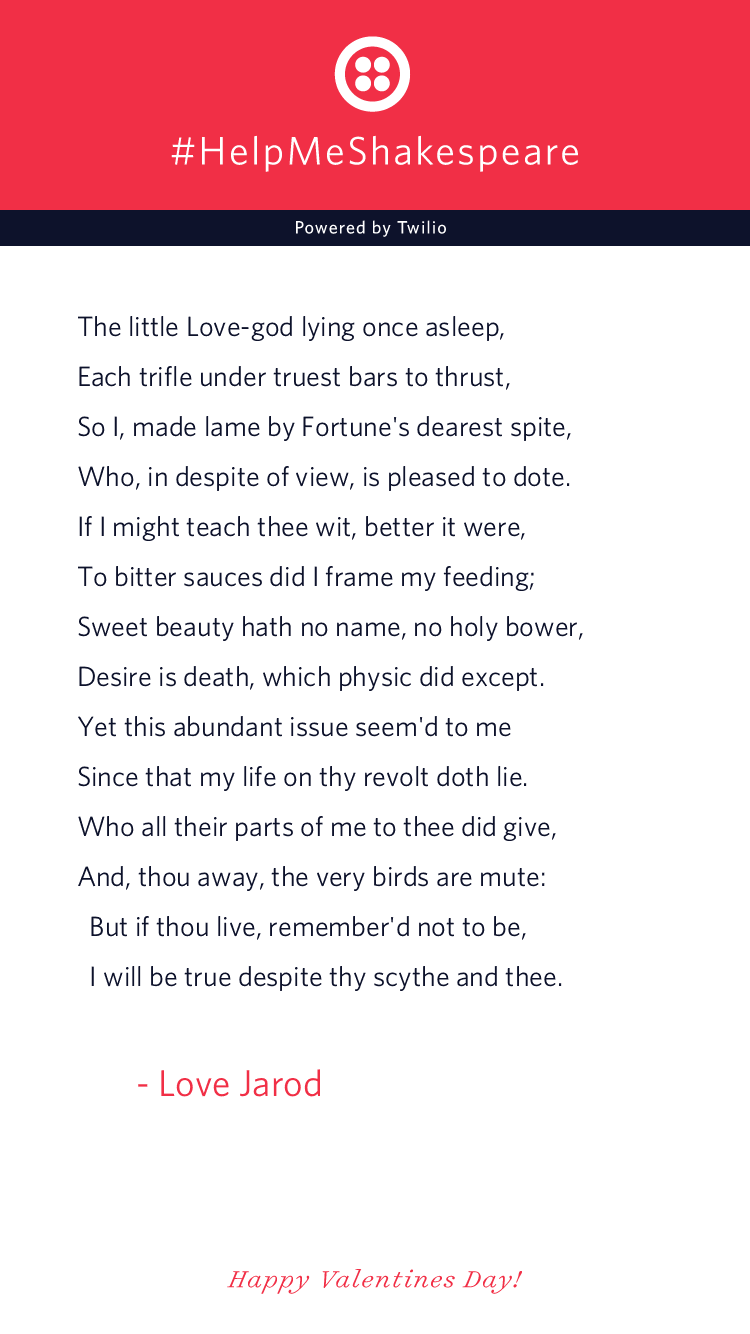 #HelpMeShakespeare
Powered by Twilio
The little Love-god lying once asleep,
Each trifle under truest bars to thrust,
So I, made lame by Fortune's dearest spite,
Who, in despite of view, is pleased to dote.
If I might teach thee wit, better it were,
To bitter sauces did I frame my feeding;
Sweet beauty hath no name, no holy bower,
Desire is death, which physic did except.
Yet this abundant issue seem'd to me
Since that my life on thy revolt doth lie.
Who all their parts of me to thee did give,
And, thou away, the very birds are mute:
But if thou live, remember'd not to be,
I will be true despite thy scythe and thee.
- Love Jarod
Happy Valentines Day!